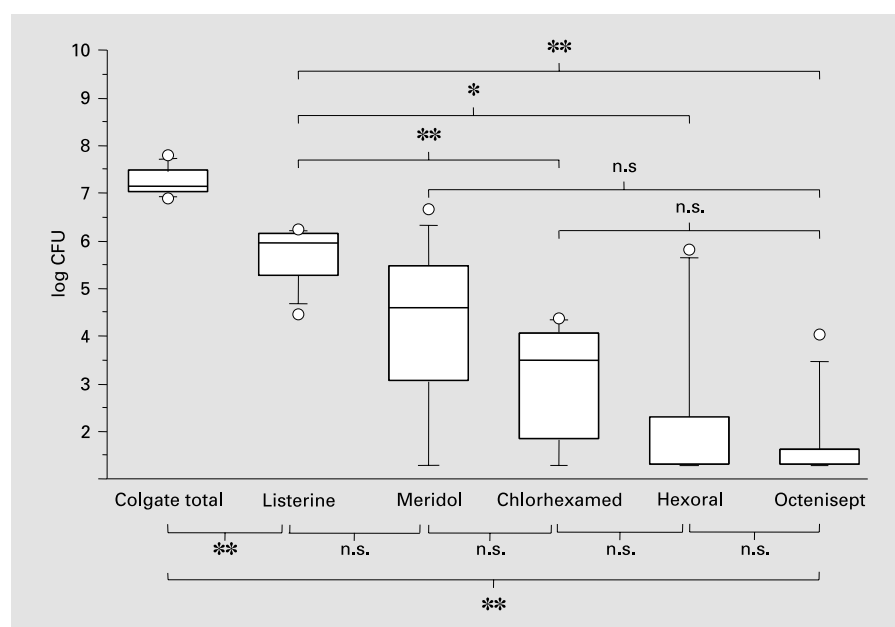 10
**
9
*
8
**
n.s
7
n.s.
6
log CFU
5
4
3
2
Colgate total Listerine Meridol Chlorhexamed Hexoral Octenisept
** n.s. n.s. n.s. n.s.
**